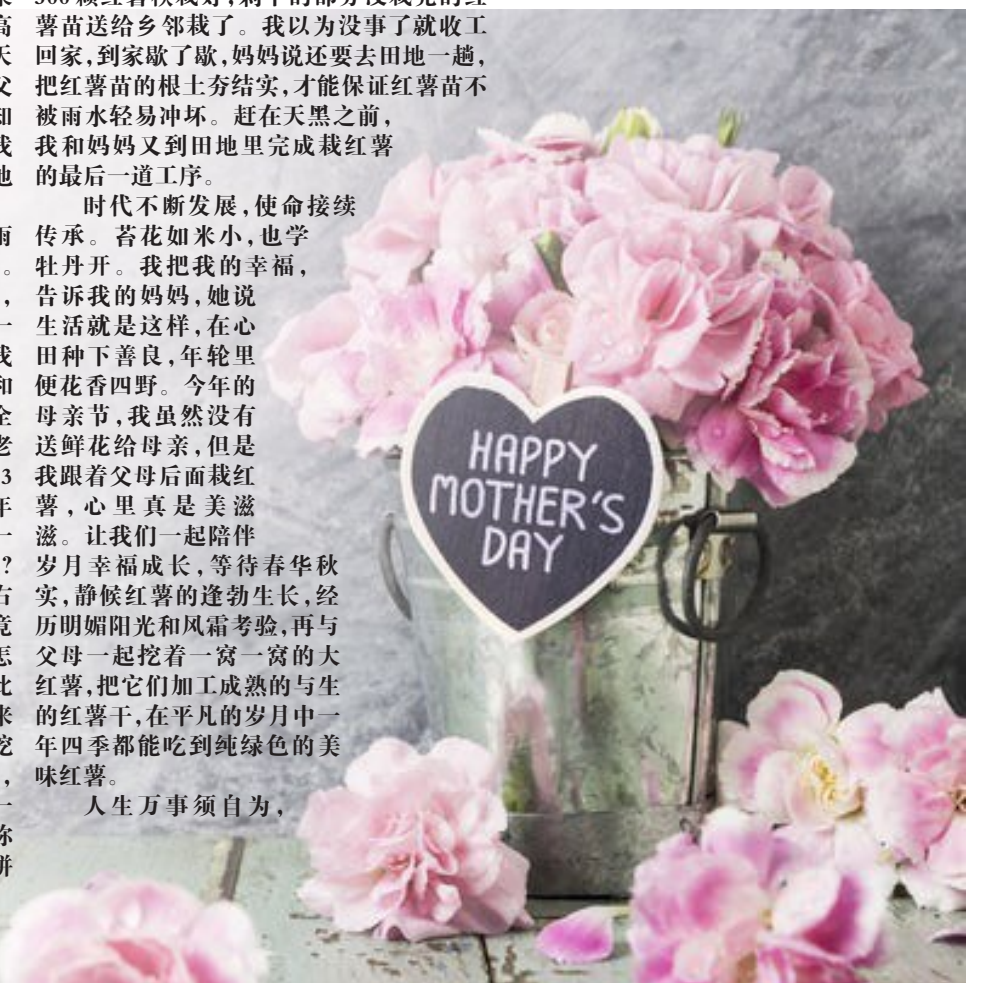 薯苗送给乡邻栽了。我以为没事了就收工
回家,到家歇了歇,妈妈说还要去田地一趟,
把红薯苗的根土夯结实,才能保证红薯苗不
被雨水轻易冲坏。赶在天黑之前,
我和妈妈又到田地里完成栽红薯
的最后一道工序。
时代不断发展,使命接续
传承。苔花如米小,也学
牡丹开。我把我的幸福,
告诉我的妈妈,她说
生活就是这样,在心
田种下善良,年轮里
便花香四野。今年的
母亲节,我虽然没有
送鲜花给母亲,但是
我跟着父母后面栽红
薯,心里真是美滋
滋。让我们一起陪伴
岁月幸福成长,等待春华秋
实,静候红薯的逢勃生长,经
历明媚阳光和风霜考验,再与
父母一起挖着一窝一窝的大
红薯,把它们加工成熟的与生
的红薯干,在平凡的岁月中一
年四季都能吃到纯绿色的美
味红薯。
人生万事须自为,
HAPPY
MOTHER'S
DAY